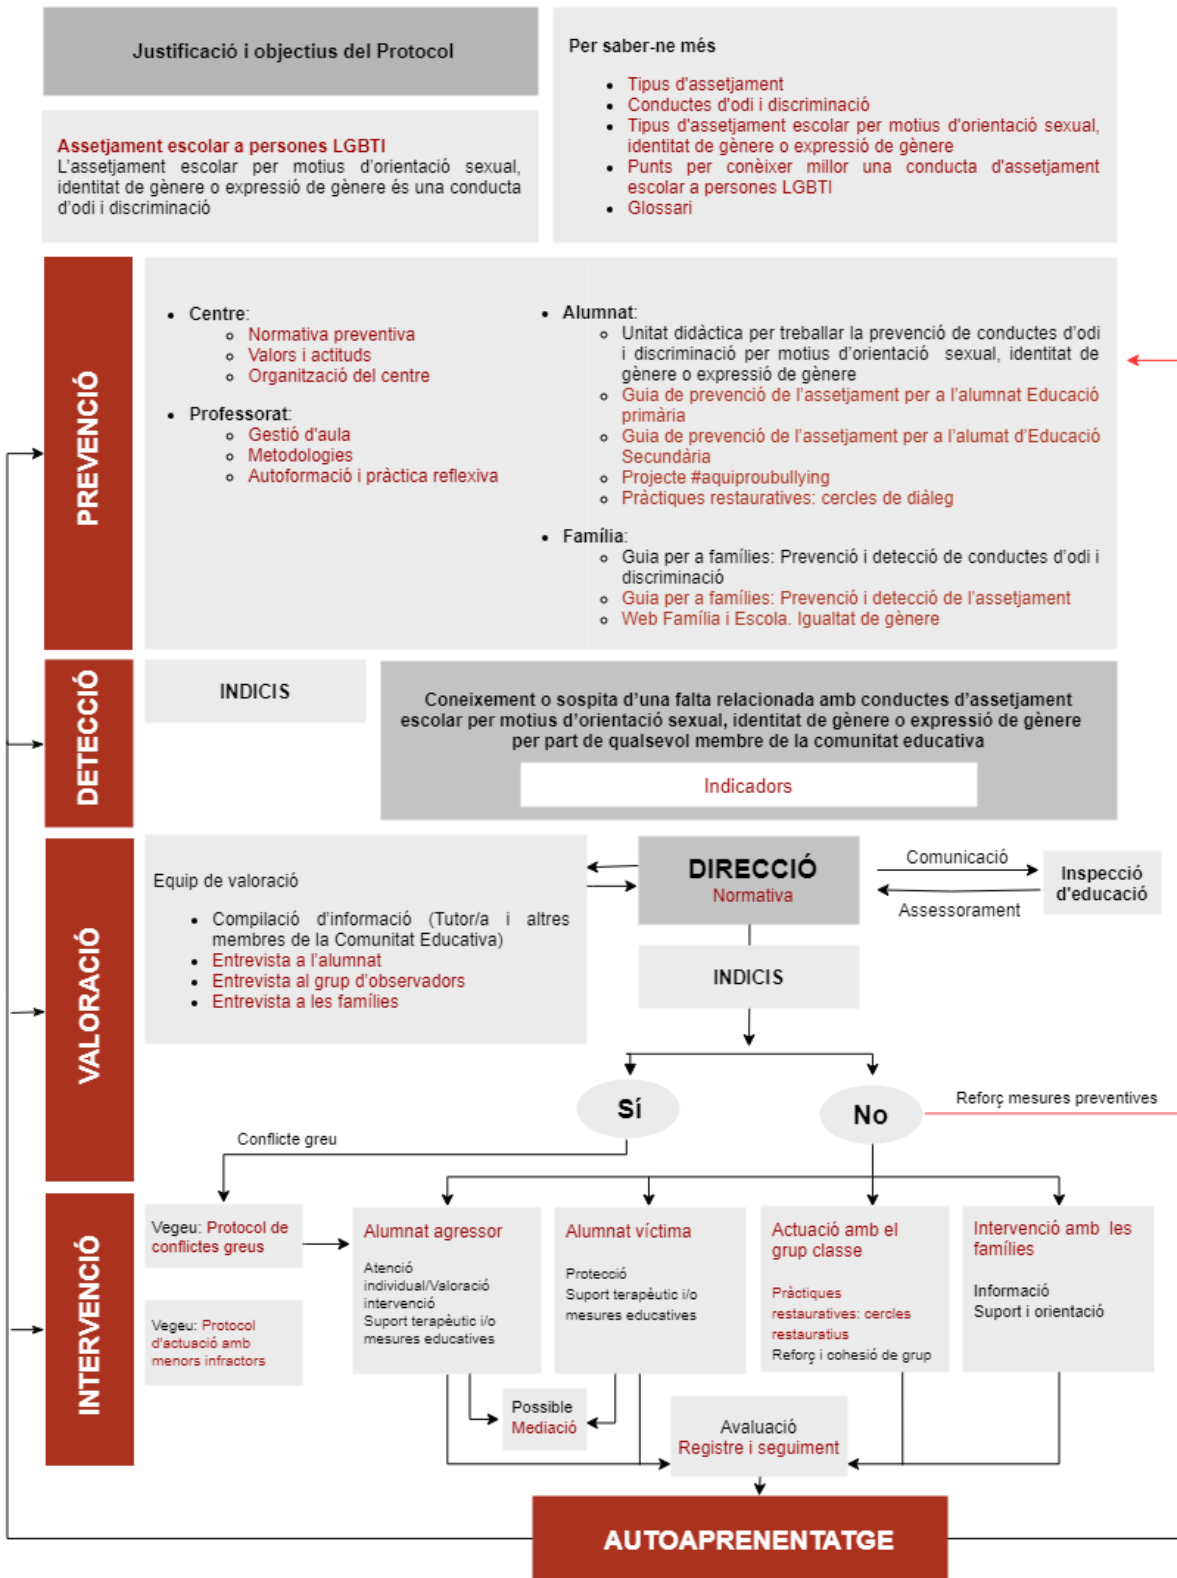 Justificació i objectius del Protocol
Per saber-ne més
Tipus d'assetjament
Conductes d'odi i discriminació
Tipus d'assetjament escolar per motius d'orientació sexual,
identitat de gènere o expressió de gènere
Punts per conèixer millor una conducta d'assetjament
escolar a persones LGBTI
Glossari
Assetjament escolar a persones LGBTI
L'assetjament escolar per motius d'orientació sexual,
identitat de gènere o expressió de gènere és una conducta
d'odi i discriminació
PREVENCIÓ
Centre:
Normativa preventiva
Valors i actituds
Organització del centre
Professorat:
Gestió d'aula
Metodologies
Autoformació i pràctica reflexiva
Alumnat:
Unitat didàctica per treballar la prevenció de conductes d'odi
i discriminació per motius d'orientació sexual, identitat de
gènere o expressió de gènere
Guia de prevenció de l'assetjament per a l'alumnat Educació
primària
Guia de prevenció de l'assetjament per a l'alumat d'Educació
Secundària
Projecte #aquiproubullying
Pràctiques restauratives: cercles de diàleg
Família:
Guia per a famílies: Prevenció i detecció de conductes d'odi i
discriminació
Guia per a famílies: Prevenció i detecció de l'assetjament
Web Família i Escola. Igualtat de gènere
DETECCIÓ
INDICIS
Coneixement o sospita d'una falta relacionada amb conductes d'assetjament
escolar per motius d'orientació sexual, identitat de gènere o expressió de gènere
per part de qualsevol membre de la comunitat educativa
Indicadors
VALORACIÓ
Equip de valoració
Compilació d'informació (Tutor/a i altres
membres de la Comunitat Educativa)
Entrevista a l'alumnat
Entrevista al grup d'observadors
Entrevista a les famílies
DIRECCIÓ
Normativa
Comunicació
Assessorament
Inspecció
d'educació
INDICIS
Sí
No
Reforç mesures preventives
Conflicte greu
INTERVENCIÓ
Vegeu: Protocol de
conflictes greus
Vegeu: Protocol
d'actuació amb
menors infractors
Alumnat agressor
Atenció
individual/Valoració
intervenció
Suport terapèutic i/o
mesures educatives
Alumnat víctima
Protecció
Suport terapèutic i/o
mesures educatives
Actuació amb el
grup classe
Pràctiques
restauratives: cercles
restauratius
Reforç i cohesió de grup
Intervenció amb les
famílies
Informació
Suport i orientació
Possible
Mediació
Avaluació
Registre i seguiment
AUTOAPRENENTATGE